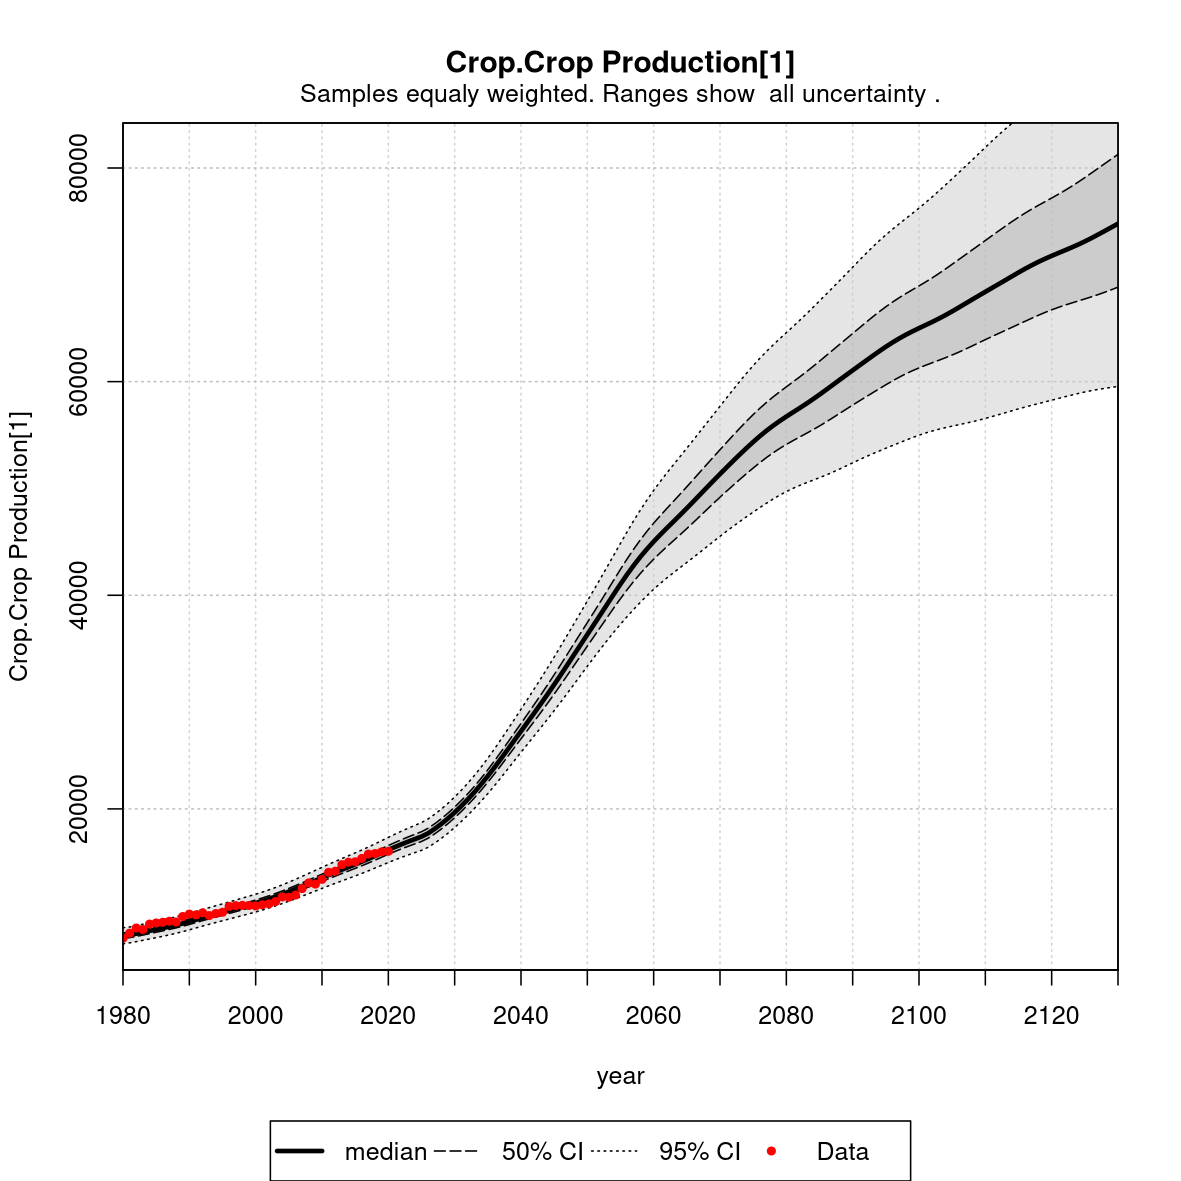 Crop.Crop Production[1]
Samples equaly weighted. Ranges show  all uncertainty .
Crop.Crop Production[1]
80000
60000
40000
20000
1980 2000 2020 2040 2060 2080 2100 2120
year
median 50% CI 95% CI Data